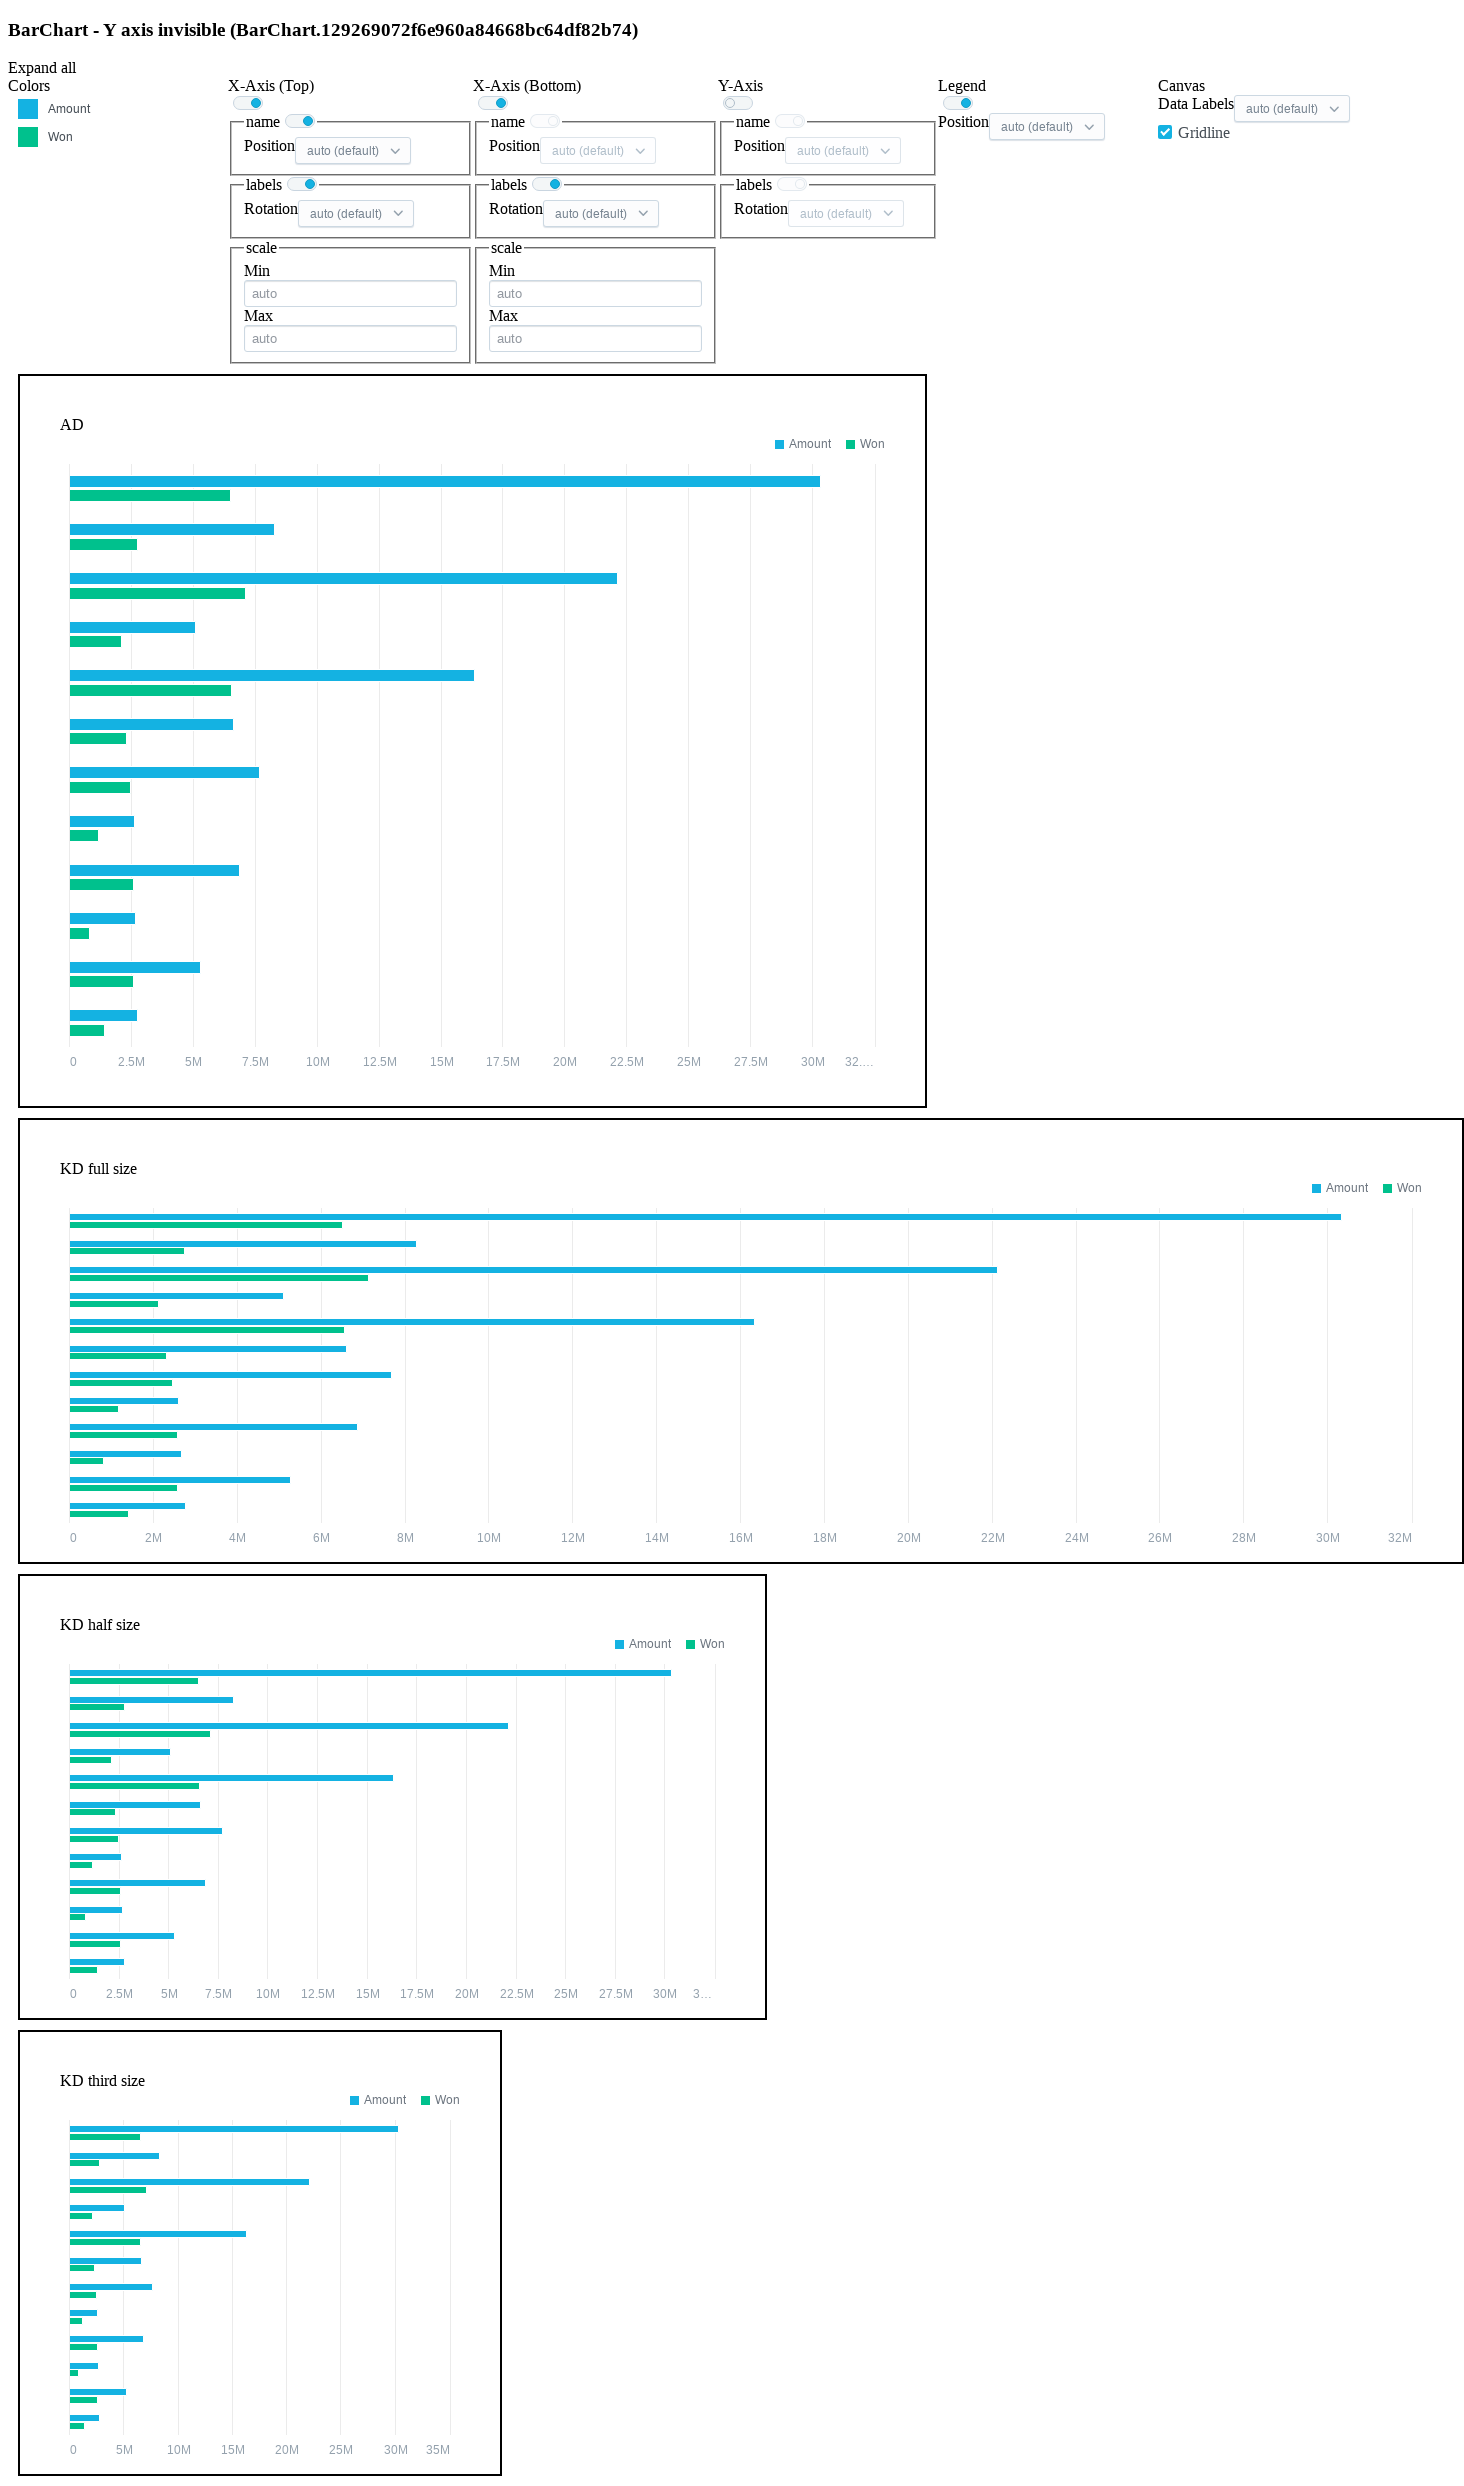 BarChart - Y axis invisible (BarChart.129269072f6e960a84668bc64df82b74)
Expand all
Colors
Amount
Won
X-Axis (Top)
name
Position auto (default)
labels
Rotation auto (default)
scale
Min
auto
Max
auto
X-Axis (Bottom)
name
Position auto (default)
labels
Rotation auto (default)
scale
Min
auto
Max
auto
Y-Axis
name
Position auto (default)
labels
Rotation auto (default)
Legend
Position auto (default)
Canvas
Data Labels auto (default)
Gridline
AD
Amount Won
0 2.5M 5M 7.5M 10M 12.5M 15M 17.5M 20M 22.5M 25M 27.5M 30M 32....
KD full size
Amount Won
0 2M 4M 6M 8M 10M 12M 14M 16M 18M 20M 22M 24M 26M 28M 30M 32M
KD half size
Amount Won
0 2.5M 5M 7.5M 10M 12.5M 15M 17.5M 20M 22.5M 25M 27.5M 30M 3...
KD third size
Amount Won
0 5M 10M 15M 20M 25M 30M 35M